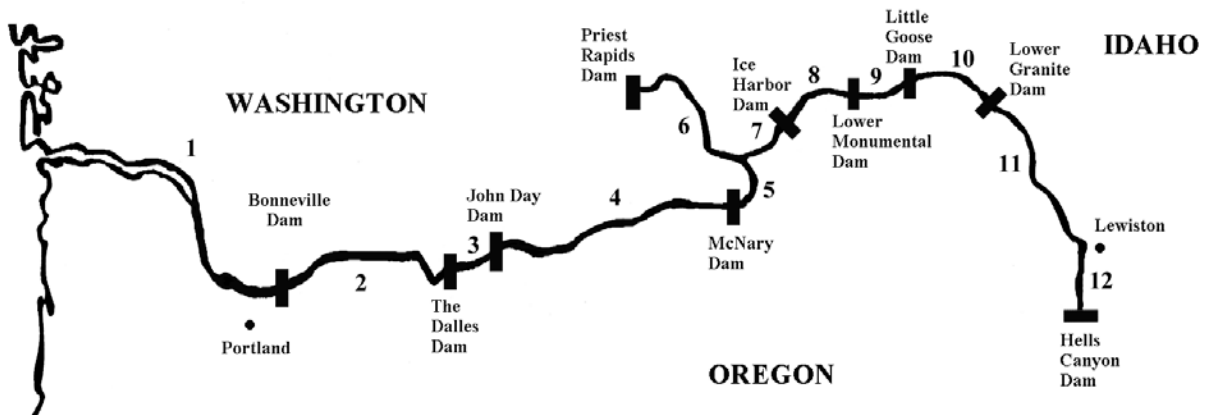 Priest
Rapids
Dam
WASHINGTON
Ice
Harbor
Dam
Little
Goose
Dam
Lower
Granite
Dam
IDAHO
Lower
Monumental
Dam
1
2
3
4
5
6
7
8
9
10
11
12
Bonneville
Dam
John Day
Dam
McNary
Dam
The
Dalles
Dam
Portland
Lewiston
Hells
Canyon
Dam
OREGON